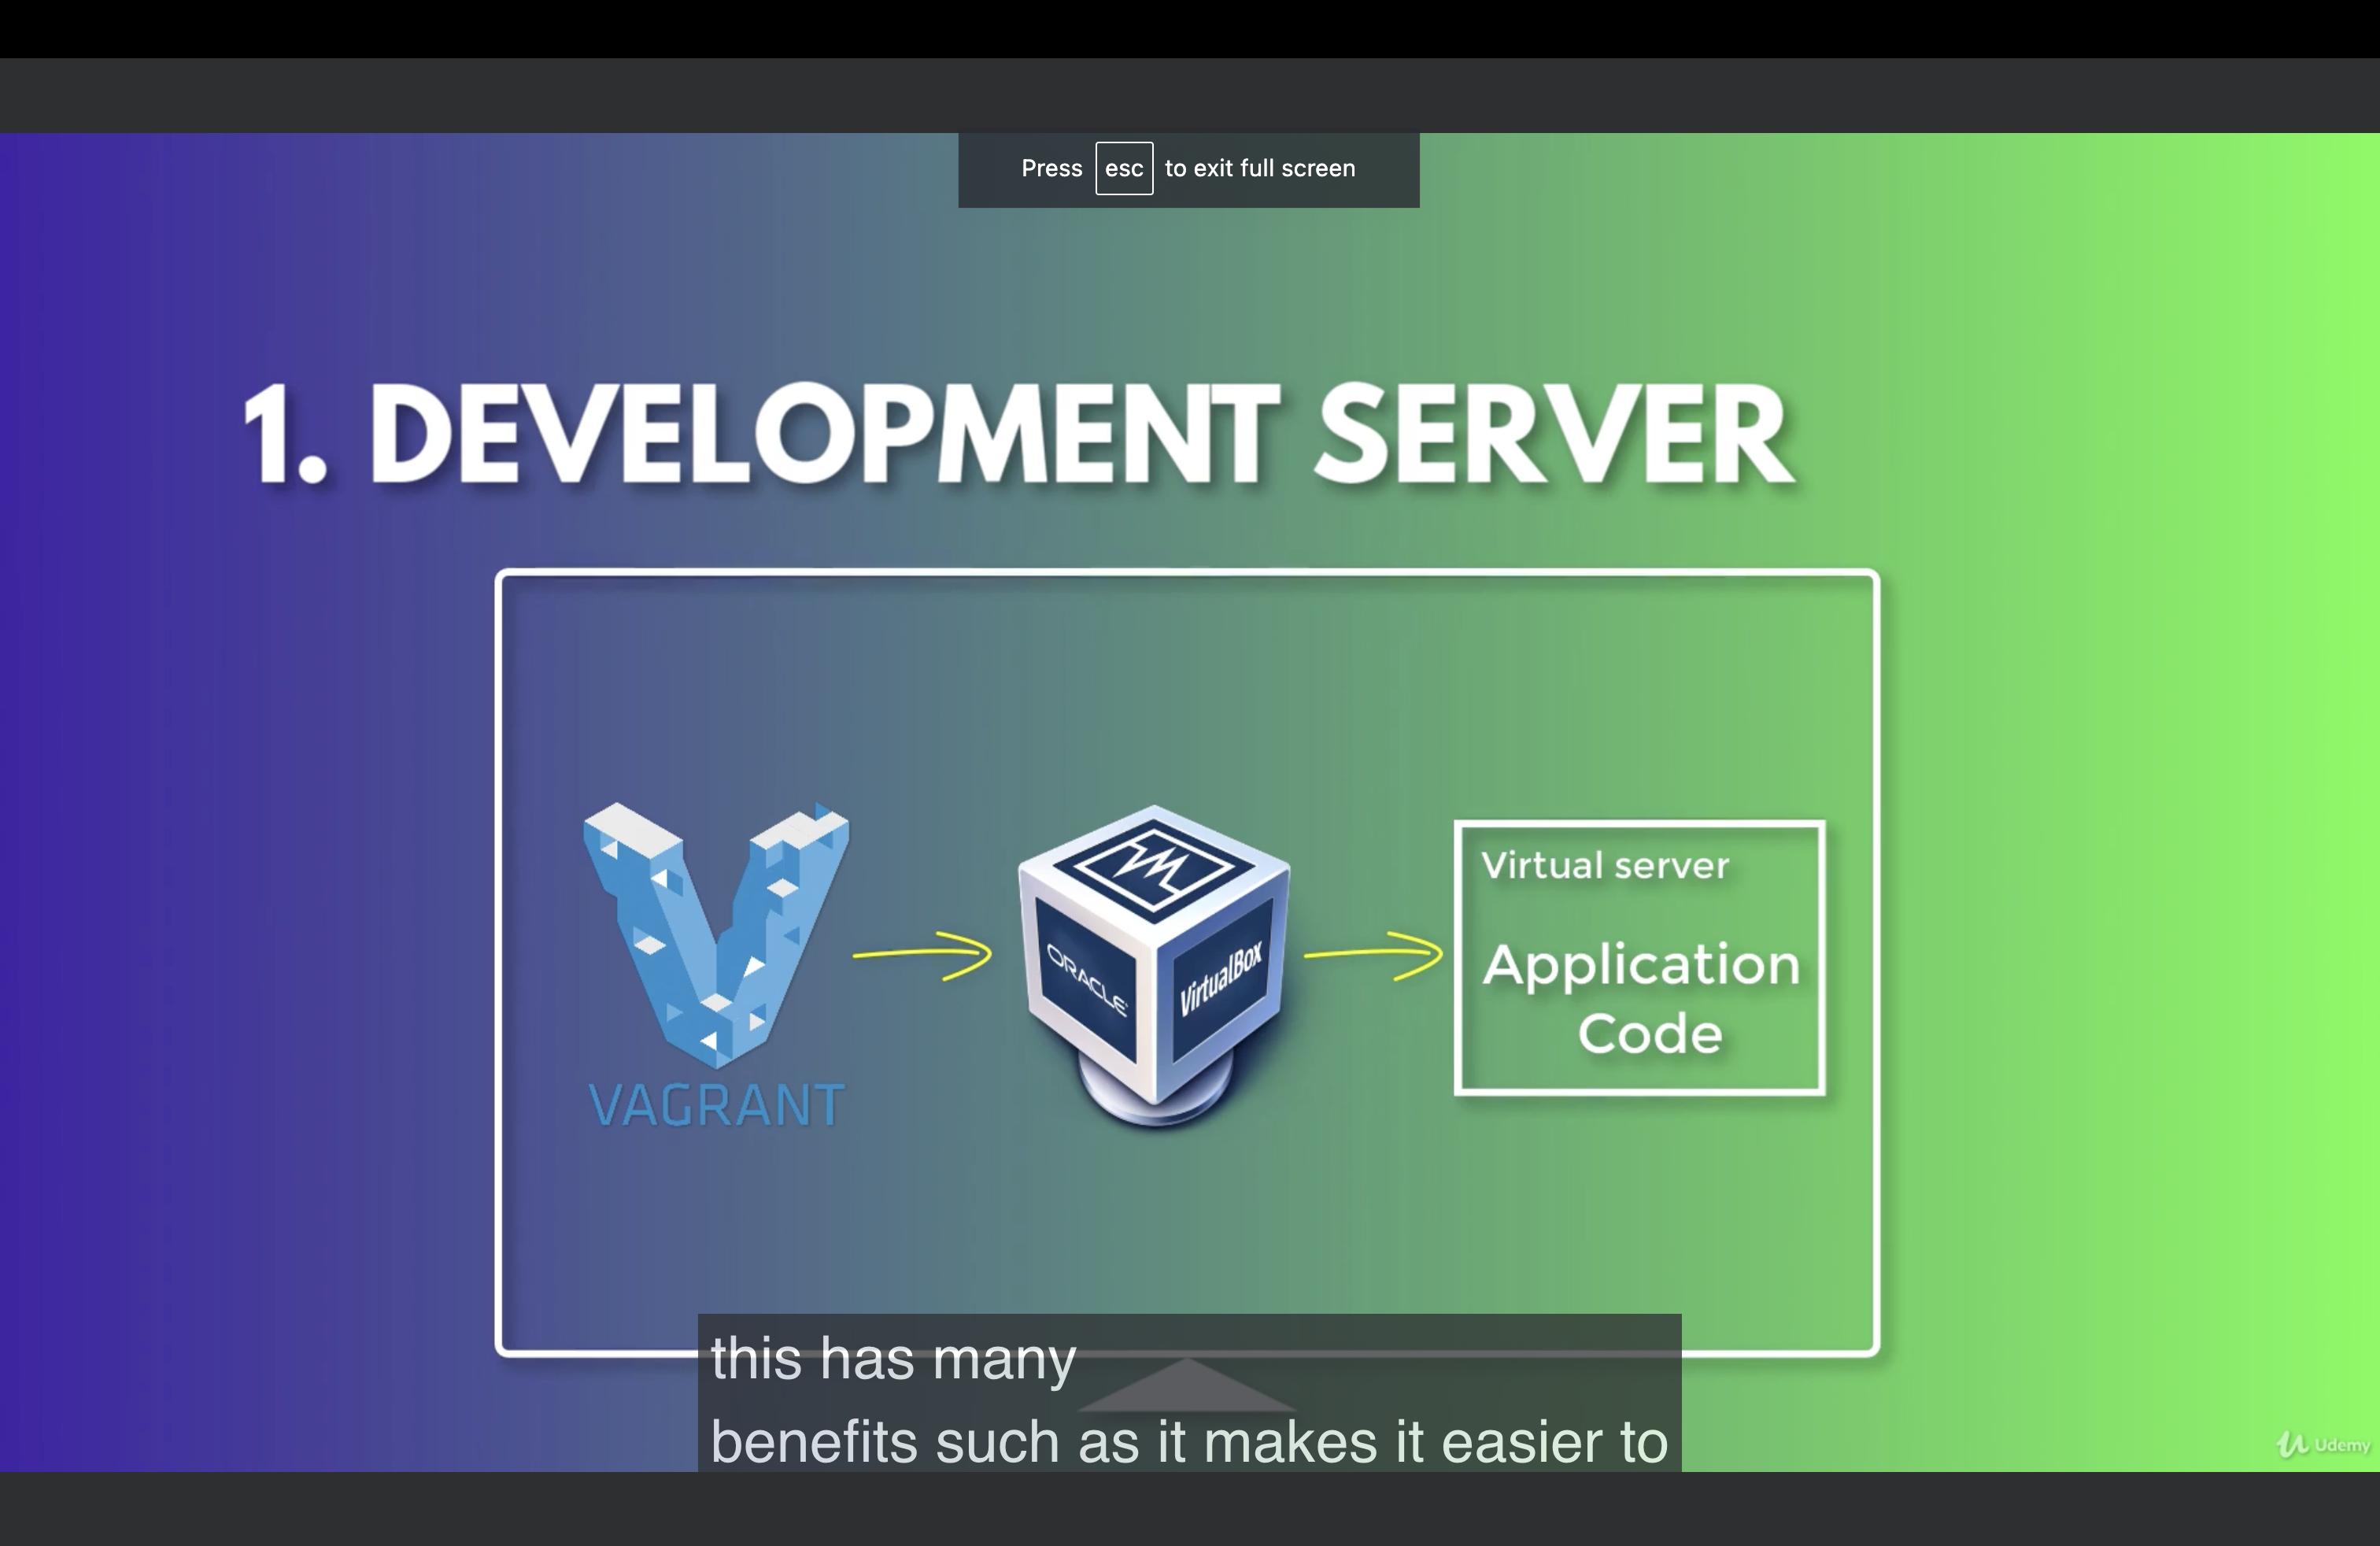 Press esc to exit full screen
1. DEVELOPMENT SERVER
VAGRANT
ORACLE
VirtualBox
Virtual server
Application
Code
this has many
benefits such as it makes it easier to
Udemy